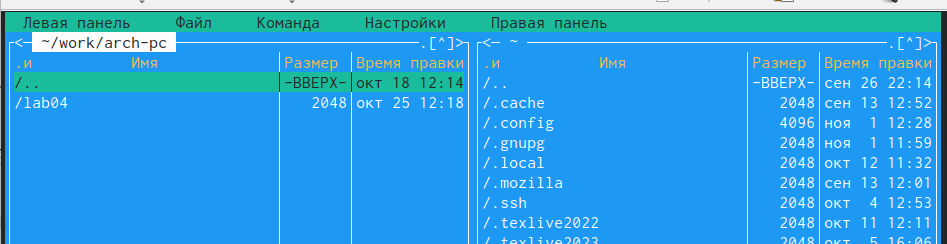 Левая панель Файл Команда Настройки Правая панель
<— ~/work/arch-pc .[^]>
.и Имя Размер Время правки
/.. -ВВЕРХ- окт 18 12:14
/lab04 2048 окт 25 12:18
<— ~ .[^]>
.и Имя Размер Время правки
/.. -ВВЕРХ- сен 26 22:14
/.cache 2048 сен 13 12:52
/.config 4096 ноя 1 12:28
/.gnupg 2048 ноя 1 11:59
/.local 2048 окт 12 11:32
/.mozilla 2048 сен 13 12:01
/.ssh 2048 окт 4 12:53
/.texlive2022 2048 окт 11 12:11
/.texlive2023 2048 окт 5 16:06